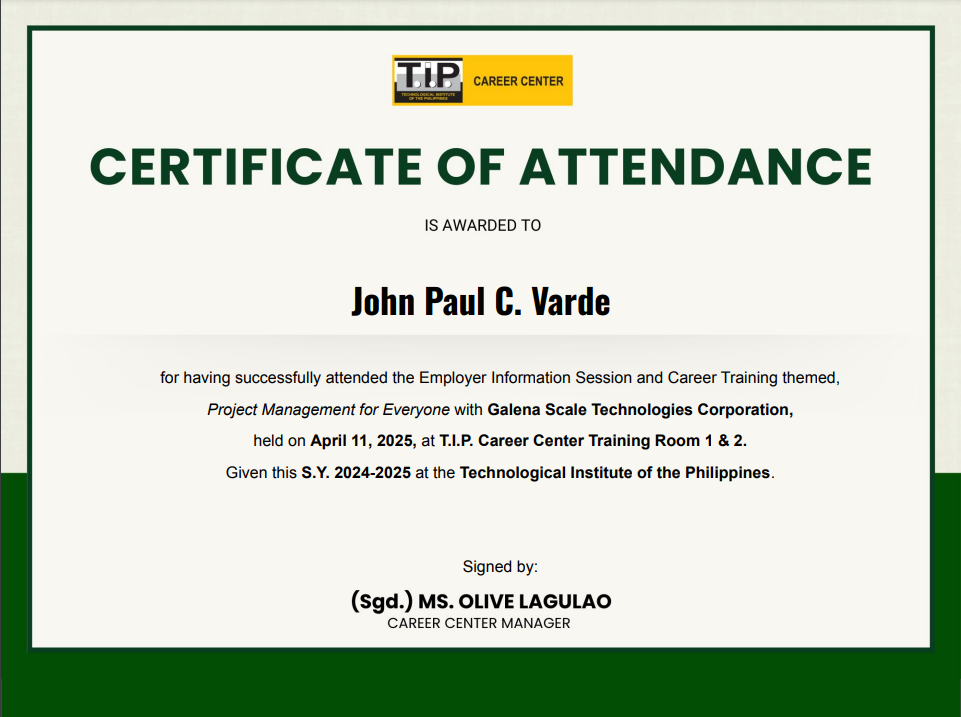 T.I.P
TECHNOLOGICAL INSTITUTE
OF THE PHILIPPINES
CAREER CENTER
CERTIFICATE OF ATTENDANCE
IS AWARDED TO
John Paul C. Varde
for having successfully attended the Employer Information Session and Career Training themed,
Project Management for Everyone with Galena Scale Technologies Corporation,
held on April 11, 2025, at T.I.P. Career Center Training Room 1 & 2.
Given this S.Y. 2024-2025 at the Technological Institute of the Philippines.
Signed by:
(Sgd.) MS. OLIVE LAGULAO
CAREER CENTER MANAGER